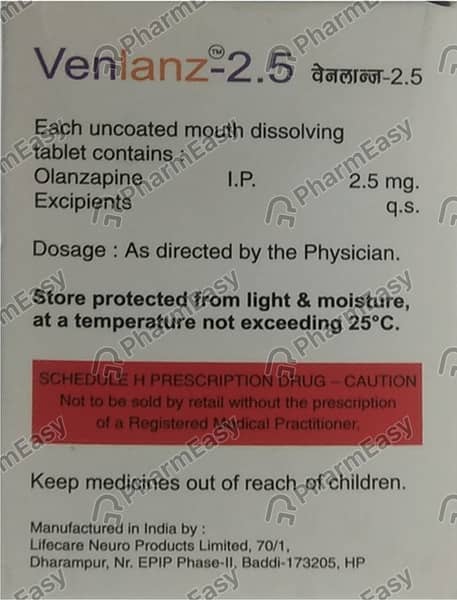 Venlanz™-2.5 वेनलान्ज-2.5
Each uncoated mouth dissolving
tablet contains :
Olanzapine I.P. 2.5 mg.
Excipients q.s.
Dosage : As directed by the Physician.
Store protected from light & moisture,
at a temperature not exceeding 25°C.
SCHEDULE H PRESCRIPTION DRUG – CAUTION
Not to be sold by retail without the prescription
of a Registered Medical Practitioner.
Keep medicines out of reach of children.
Manufactured in India by :
Lifecare Neuro Products Limited, 70/1,
Dharampur, Nr. EPIP Phase-II, Baddi-173205, HP
PharmEasy